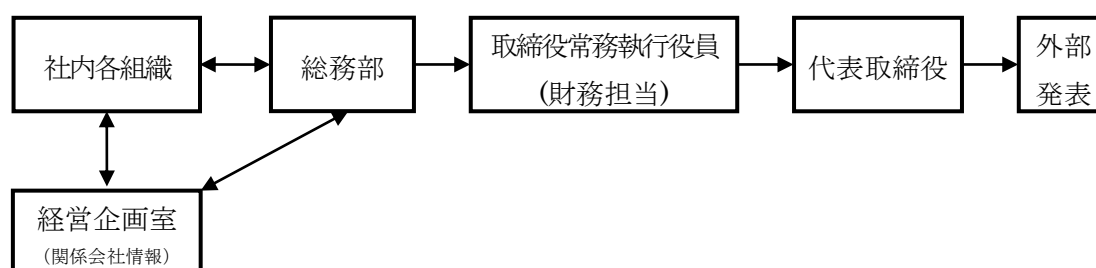 社内各組織
総務部
取締役常務執行役員
(財務担当)
代表取締役
外部
発表
経営企画室
(関係会社情報)